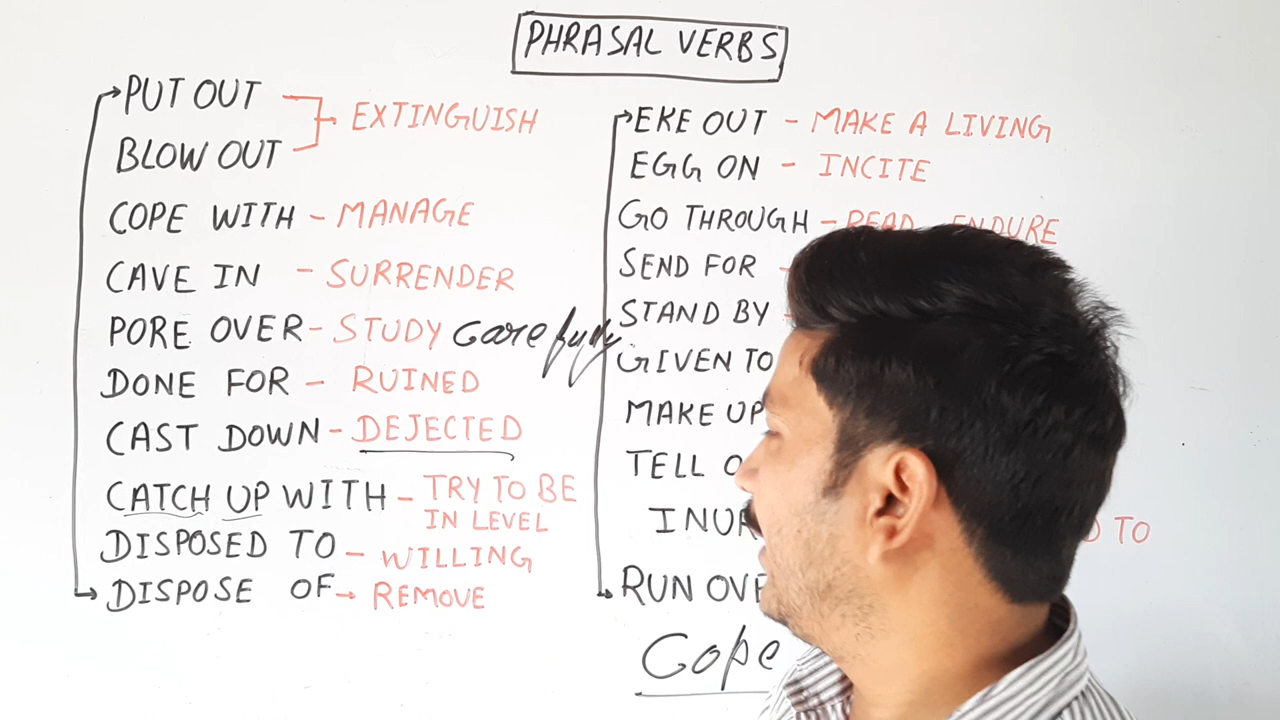 PHRASAL VERBS
PUT OUT
BLOW OUT
EXTINGUISH
COPE WITH - MANAGE
CAVE IN - SURRENDER
PORE OVER - STUDY carefully
DONE FOR - RUINED
CAST DOWN - DEJECTED
CATCH UP WITH - TRY TO BE
IN LEVEL
DISPOSED TO - WILLING
DISPOSE OF → REMOVE
EKE OUT - MAKE A LIVING
EGG ON - INCITE
GO THROUGH - READ ENDURE
SEND FOR -
STAND BY
GIVEN TO
MAKE UP
TELL
TO
RUN
Cope